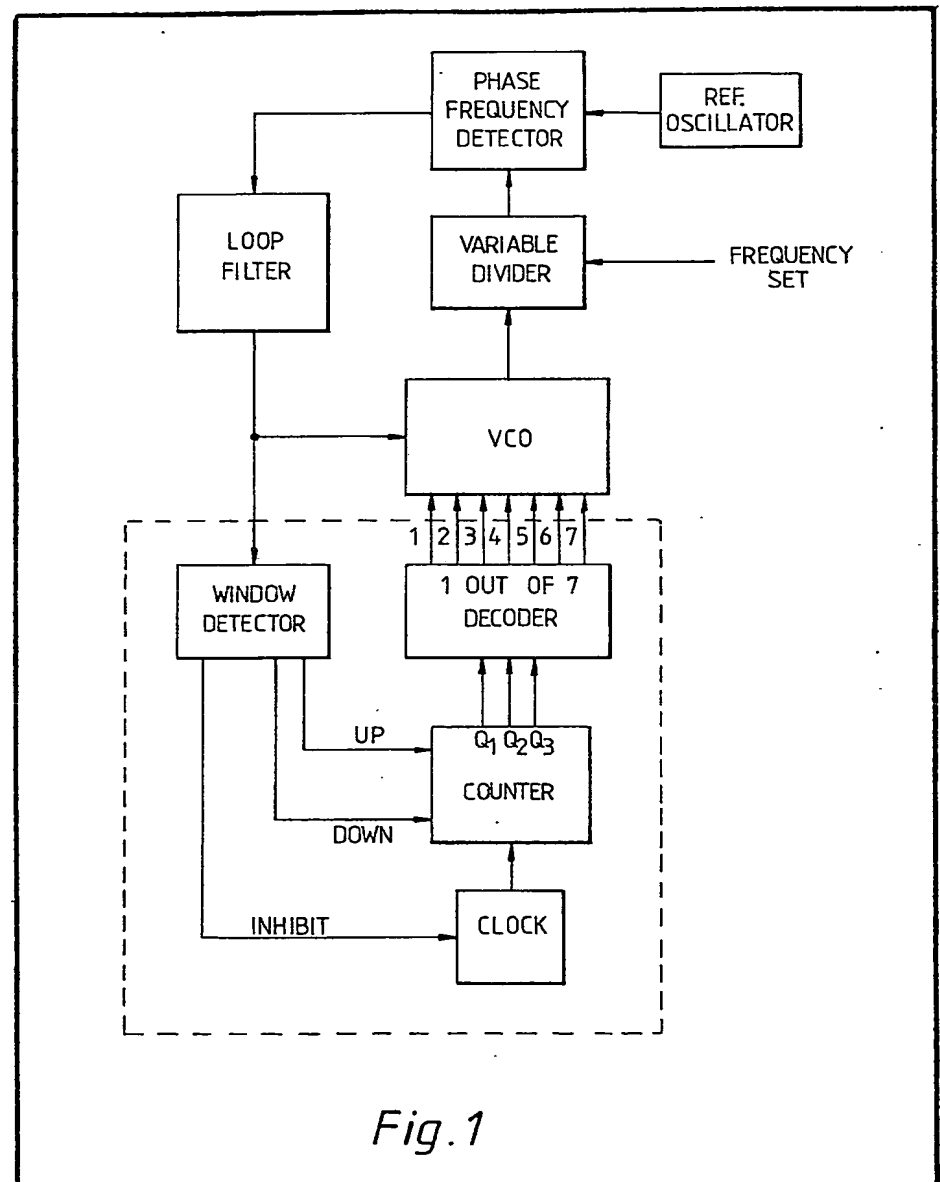 PHASE
FREQUENCY
DETECTOR
REF.
OSCILLATOR
LOOP
FILTER
VARIABLE
DIVIDER
FREQUENCY
SET
VCO
1 2 3 4 5 6 7
WINDOW
DETECTOR
1 OUT OF 7
DECODER
UP
Q1 Q2 Q3
COUNTER
DOWN
INHIBIT
CLOCK
Fig.1